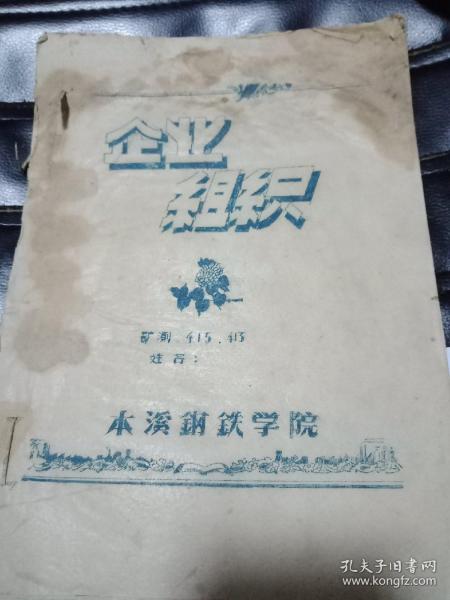 企业
组织
矿测 415.413
姓名：
本溪钢铁学院
孔夫子旧书网
www.kongfz.com